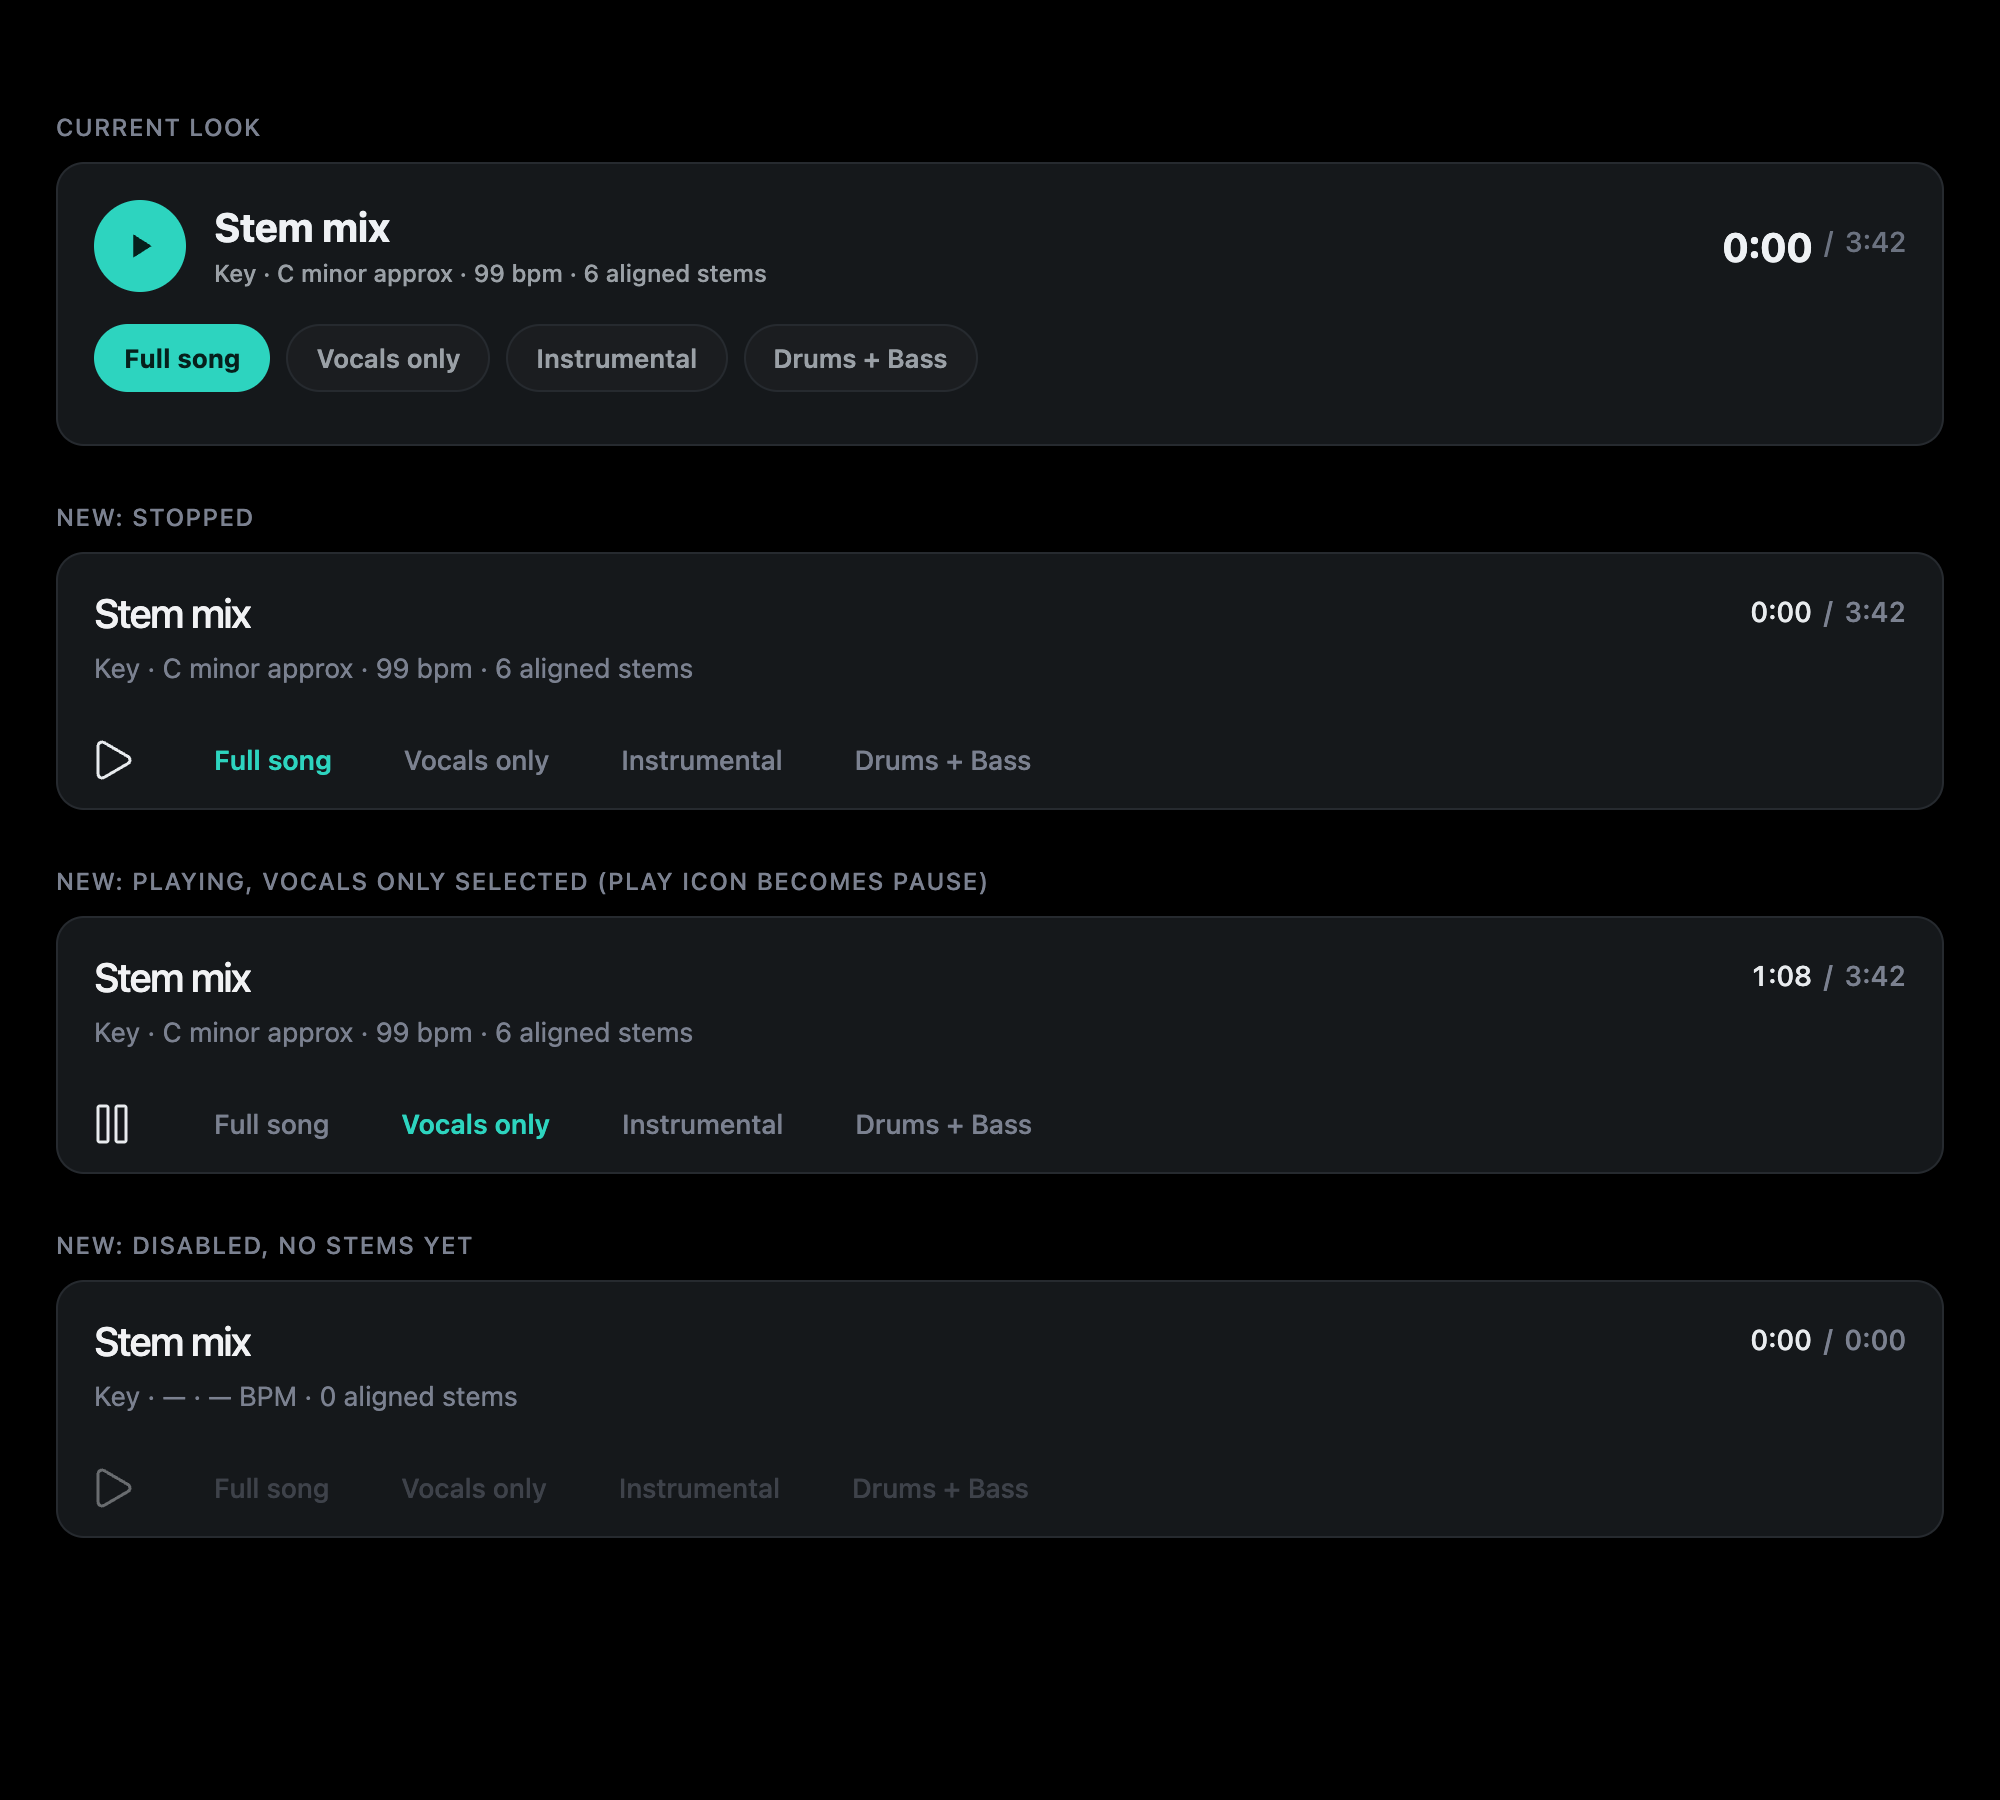 CURRENT LOOK
Stem mix
Key · C minor approx · 99 bpm · 6 aligned stems
0:00 / 3:42
Full song Vocals only Instrumental Drums + Bass
NEW: STOPPED
Stem mix
0:00 / 3:42
Key · C minor approx · 99 bpm · 6 aligned stems
Full song Vocals only Instrumental Drums + Bass
NEW: PLAYING, VOCALS ONLY SELECTED (PLAY ICON BECOMES PAUSE)
Stem mix
1:08 / 3:42
Key · C minor approx · 99 bpm · 6 aligned stems
Full song Vocals only Instrumental Drums + Bass
NEW: DISABLED, NO STEMS YET
Stem mix
0:00 / 0:00
Key · — · — BPM · 0 aligned stems
Full song Vocals only Instrumental Drums + Bass